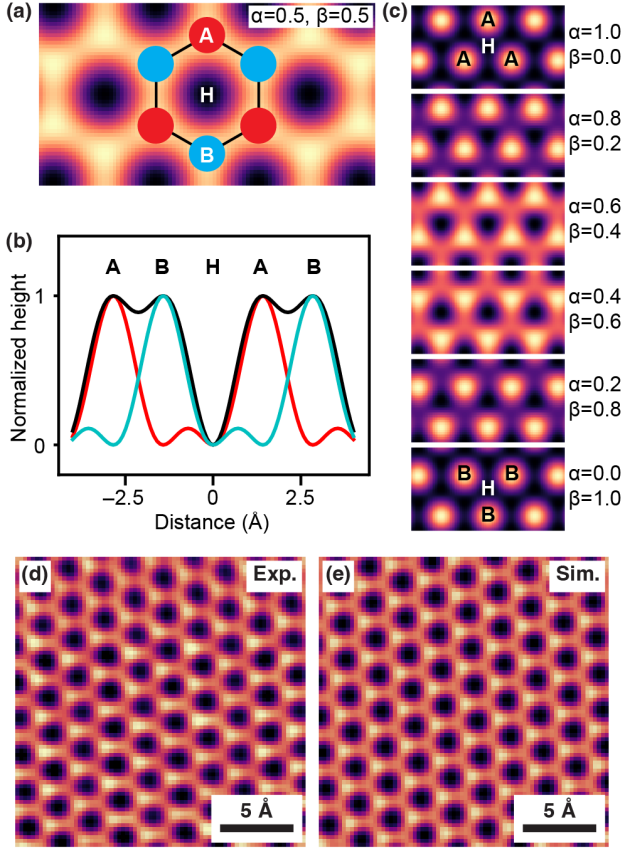 (a)
α=0.5, β=0.5
A
H
B
(b)
A B H A B
Normalized height
1
0
−2.5 0 2.5
Distance (Å)
(c)
A
H
A A
α=1.0
β=0.0
α=0.8
β=0.2
α=0.6
β=0.4
α=0.4
β=0.6
α=0.2
β=0.8
B B
H
B
α=0.0
β=1.0
(d) Exp.
5 Å
(e) Sim.
5 Å